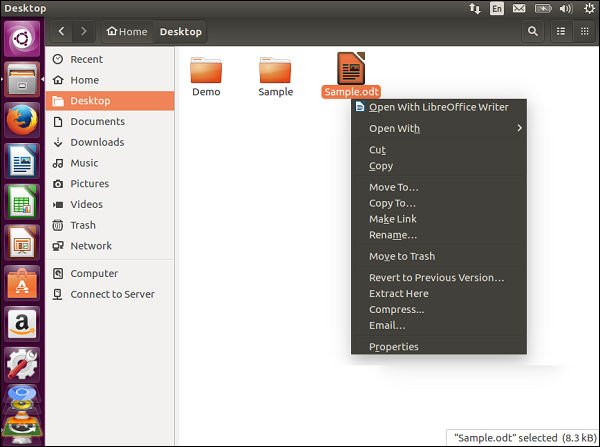 Desktop
En
Home
Desktop
Recent
Home
Desktop
Documents
Downloads
Music
Pictures
Videos
Trash
Network
Computer
Connect to Server
Demo
Sample
Sample.odt
Open With LibreOffice Writer
Open With
Cut
Copy
Move To…
Copy To…
Make Link
Rename…
Move to Trash
Revert to Previous Version…
Extract Here
Compress...
Email…
Properties
“Sample.odt” selected (8.3 kB)